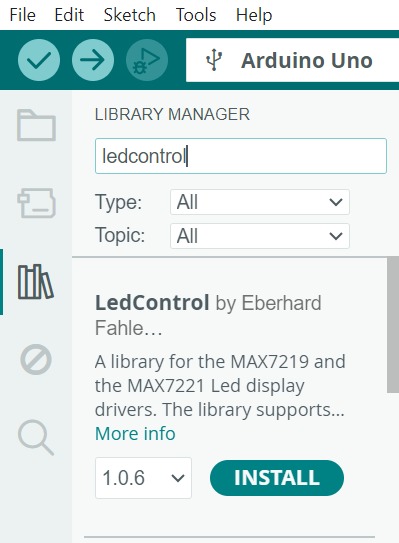 File Edit Sketch Tools Help
Arduino Uno
LIBRARY MANAGER
ledcontrol
Type: All
Topic: All
LedControl by Eberhard
Fahle...
A library for the MAX7219 and
the MAX7221 Led display
drivers. The library supports...
More info
1.0.6 INSTALL